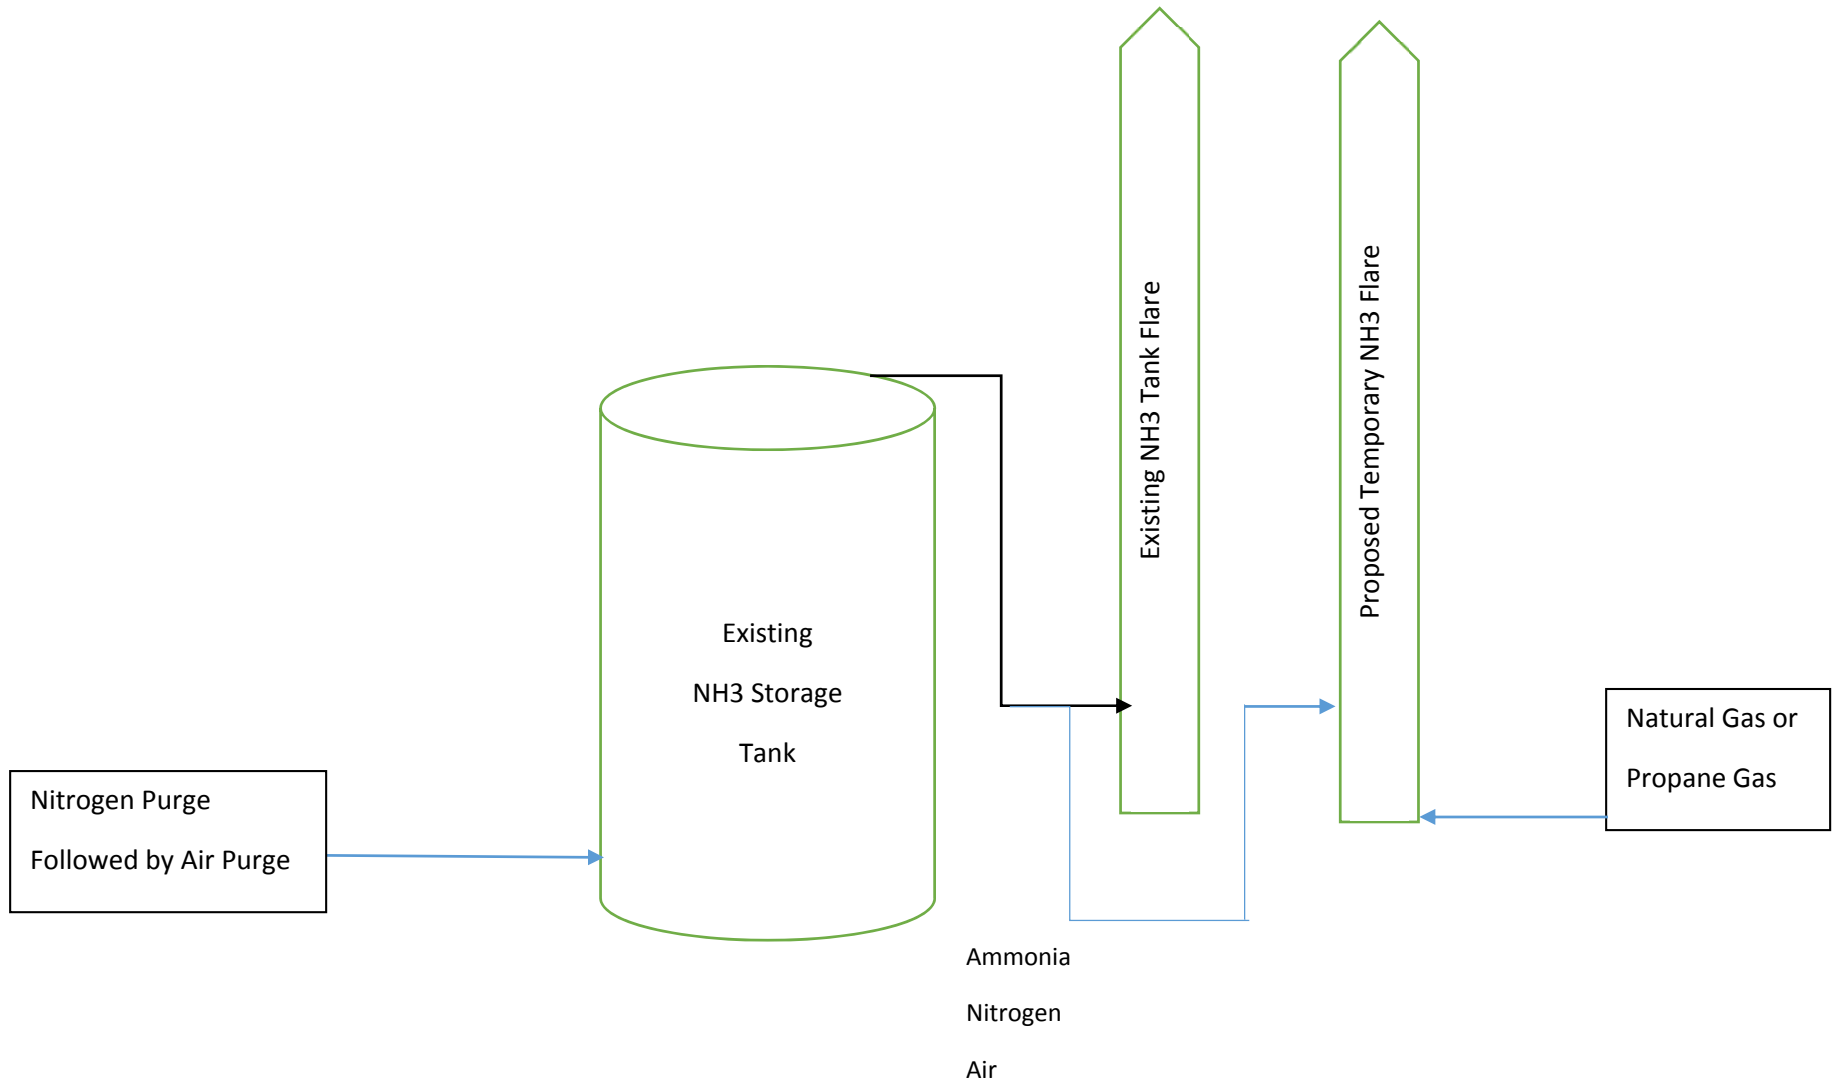 Existing NH3 Tank Flare
Proposed Temporary NH3 Flare
Existing
NH3 Storage
Tank
Natural Gas or
Propane Gas
Nitrogen Purge
Followed by Air Purge
Ammonia
Nitrogen
Air